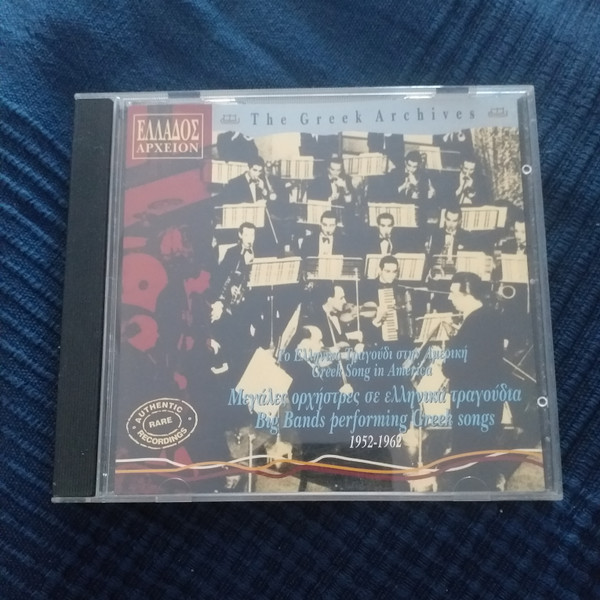 ΕΛΛΑΔΟΣ
ΑΡΧΕΙΟΝ
The Greek Archives
Το Ελληνικό Τραγούδι στην Αμερική
Greek Song in America
Μεγάλες ορχήστρες σε ελληνικά τραγούδια
Big Bands performing Greek songs
1952-1962
AUTHENTIC
RARE
RECORDINGS